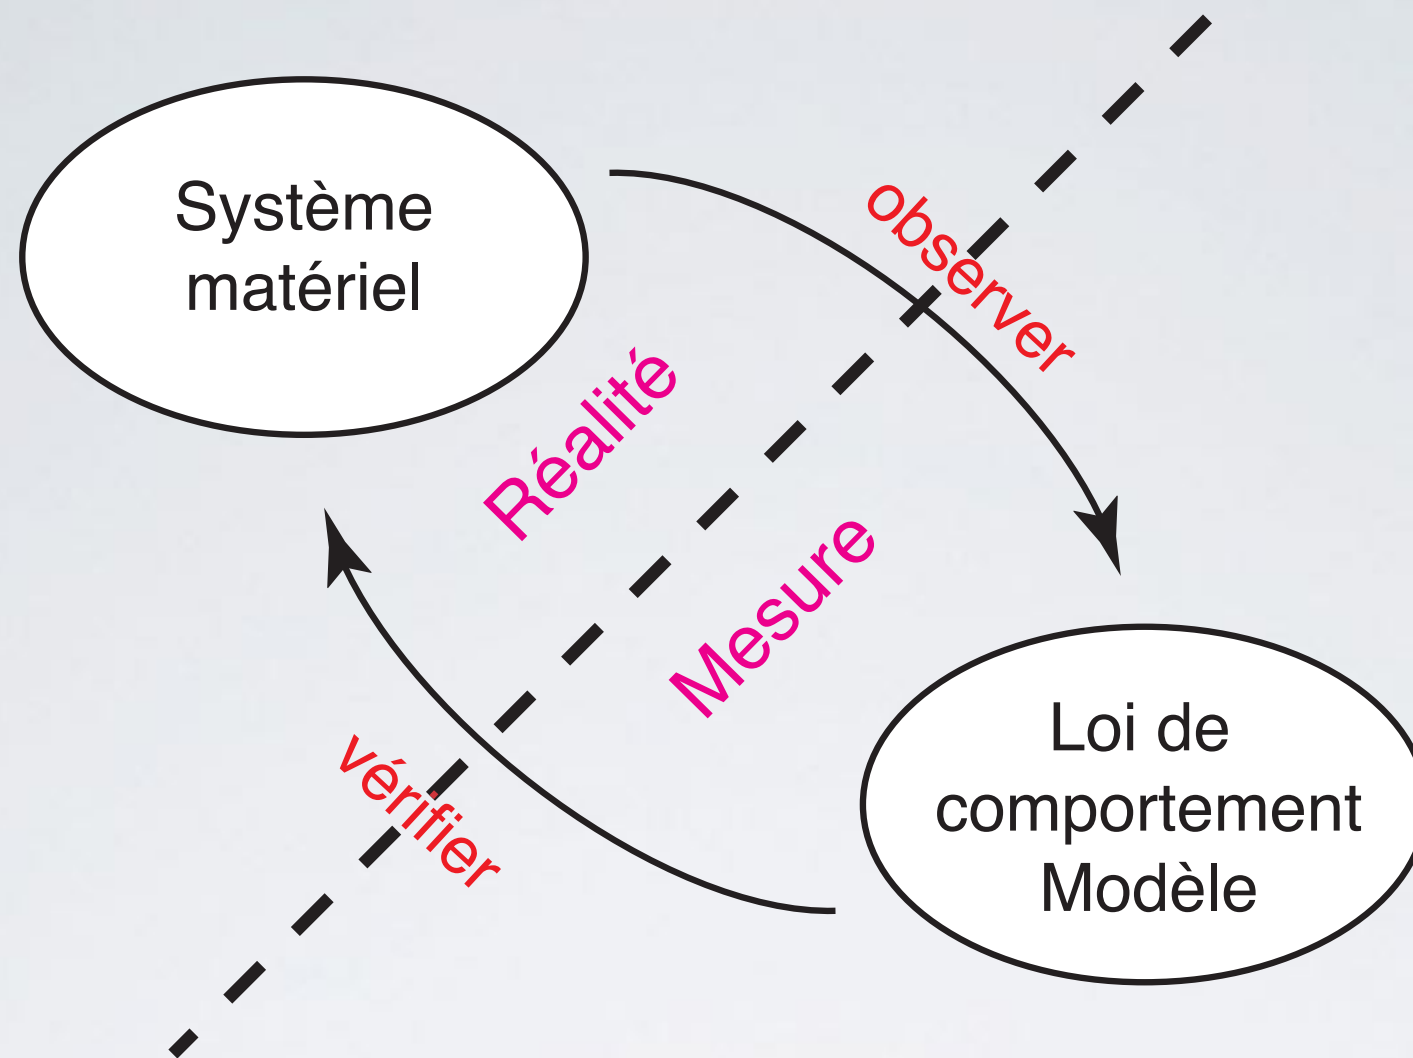 Système
matériel
observer
Réalité
Mesure
vérifier
Loi de
comportement
Modèle